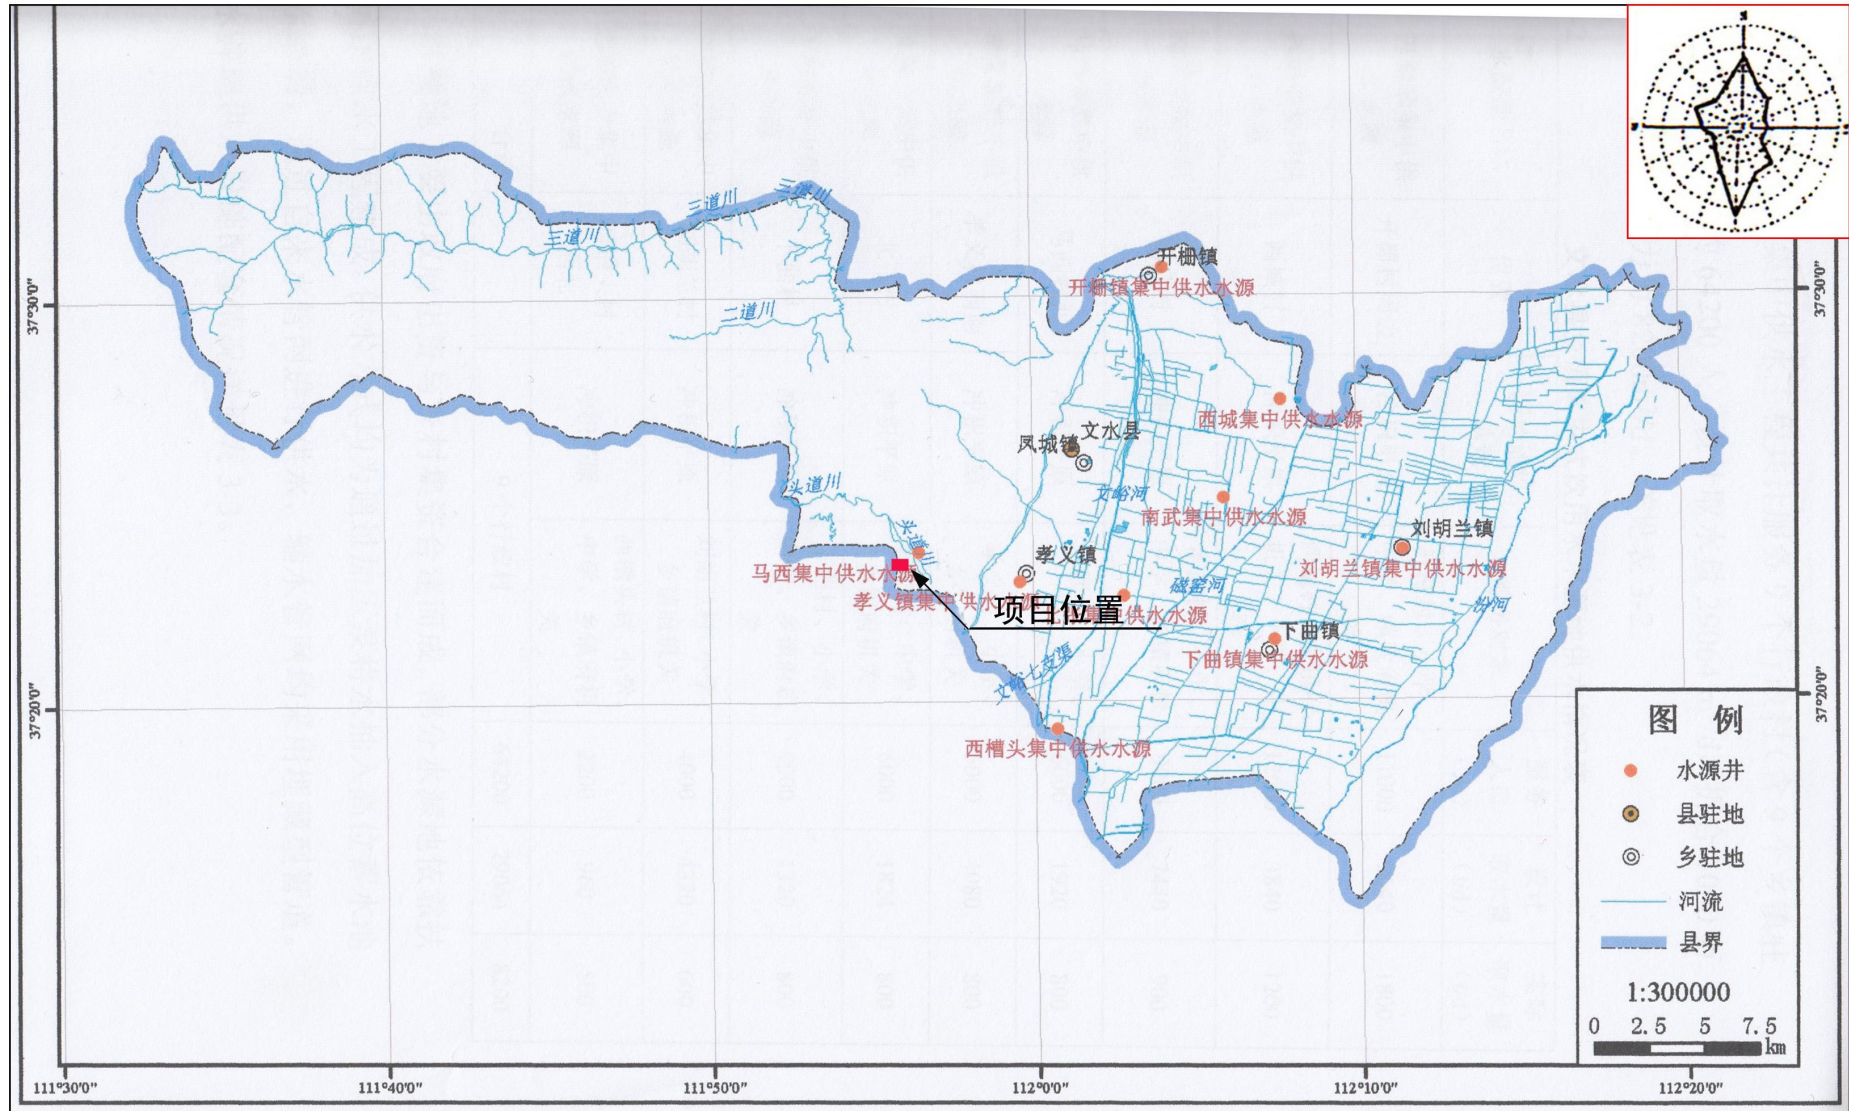 三道川
三道川
三道川
二道川
开栅镇
开栅镇集中供水水源
西城集中供水水源
文水县
凤城镇
头道川
文峪河
南武集中供水水源
刘胡兰镇
头道川
孝义镇
刘胡兰镇集中供水水源
马西集中供水水源
磁窑河
孝义镇集中供水水源
项目位置
集中供水水源
汾河
下曲镇
下曲镇集中供水水源
文峪七支渠
西槽头集中供水水源
37°30'0"
37°30'0"
37°20'0"
37°20'0"
图 例
水源井
县驻地
乡驻地
河流
县界
1:300000
0 2.5 5 7.5
km
111°30'0" 111°40'0" 111°50'0" 112°0'0" 112°10'0" 112°20'0"